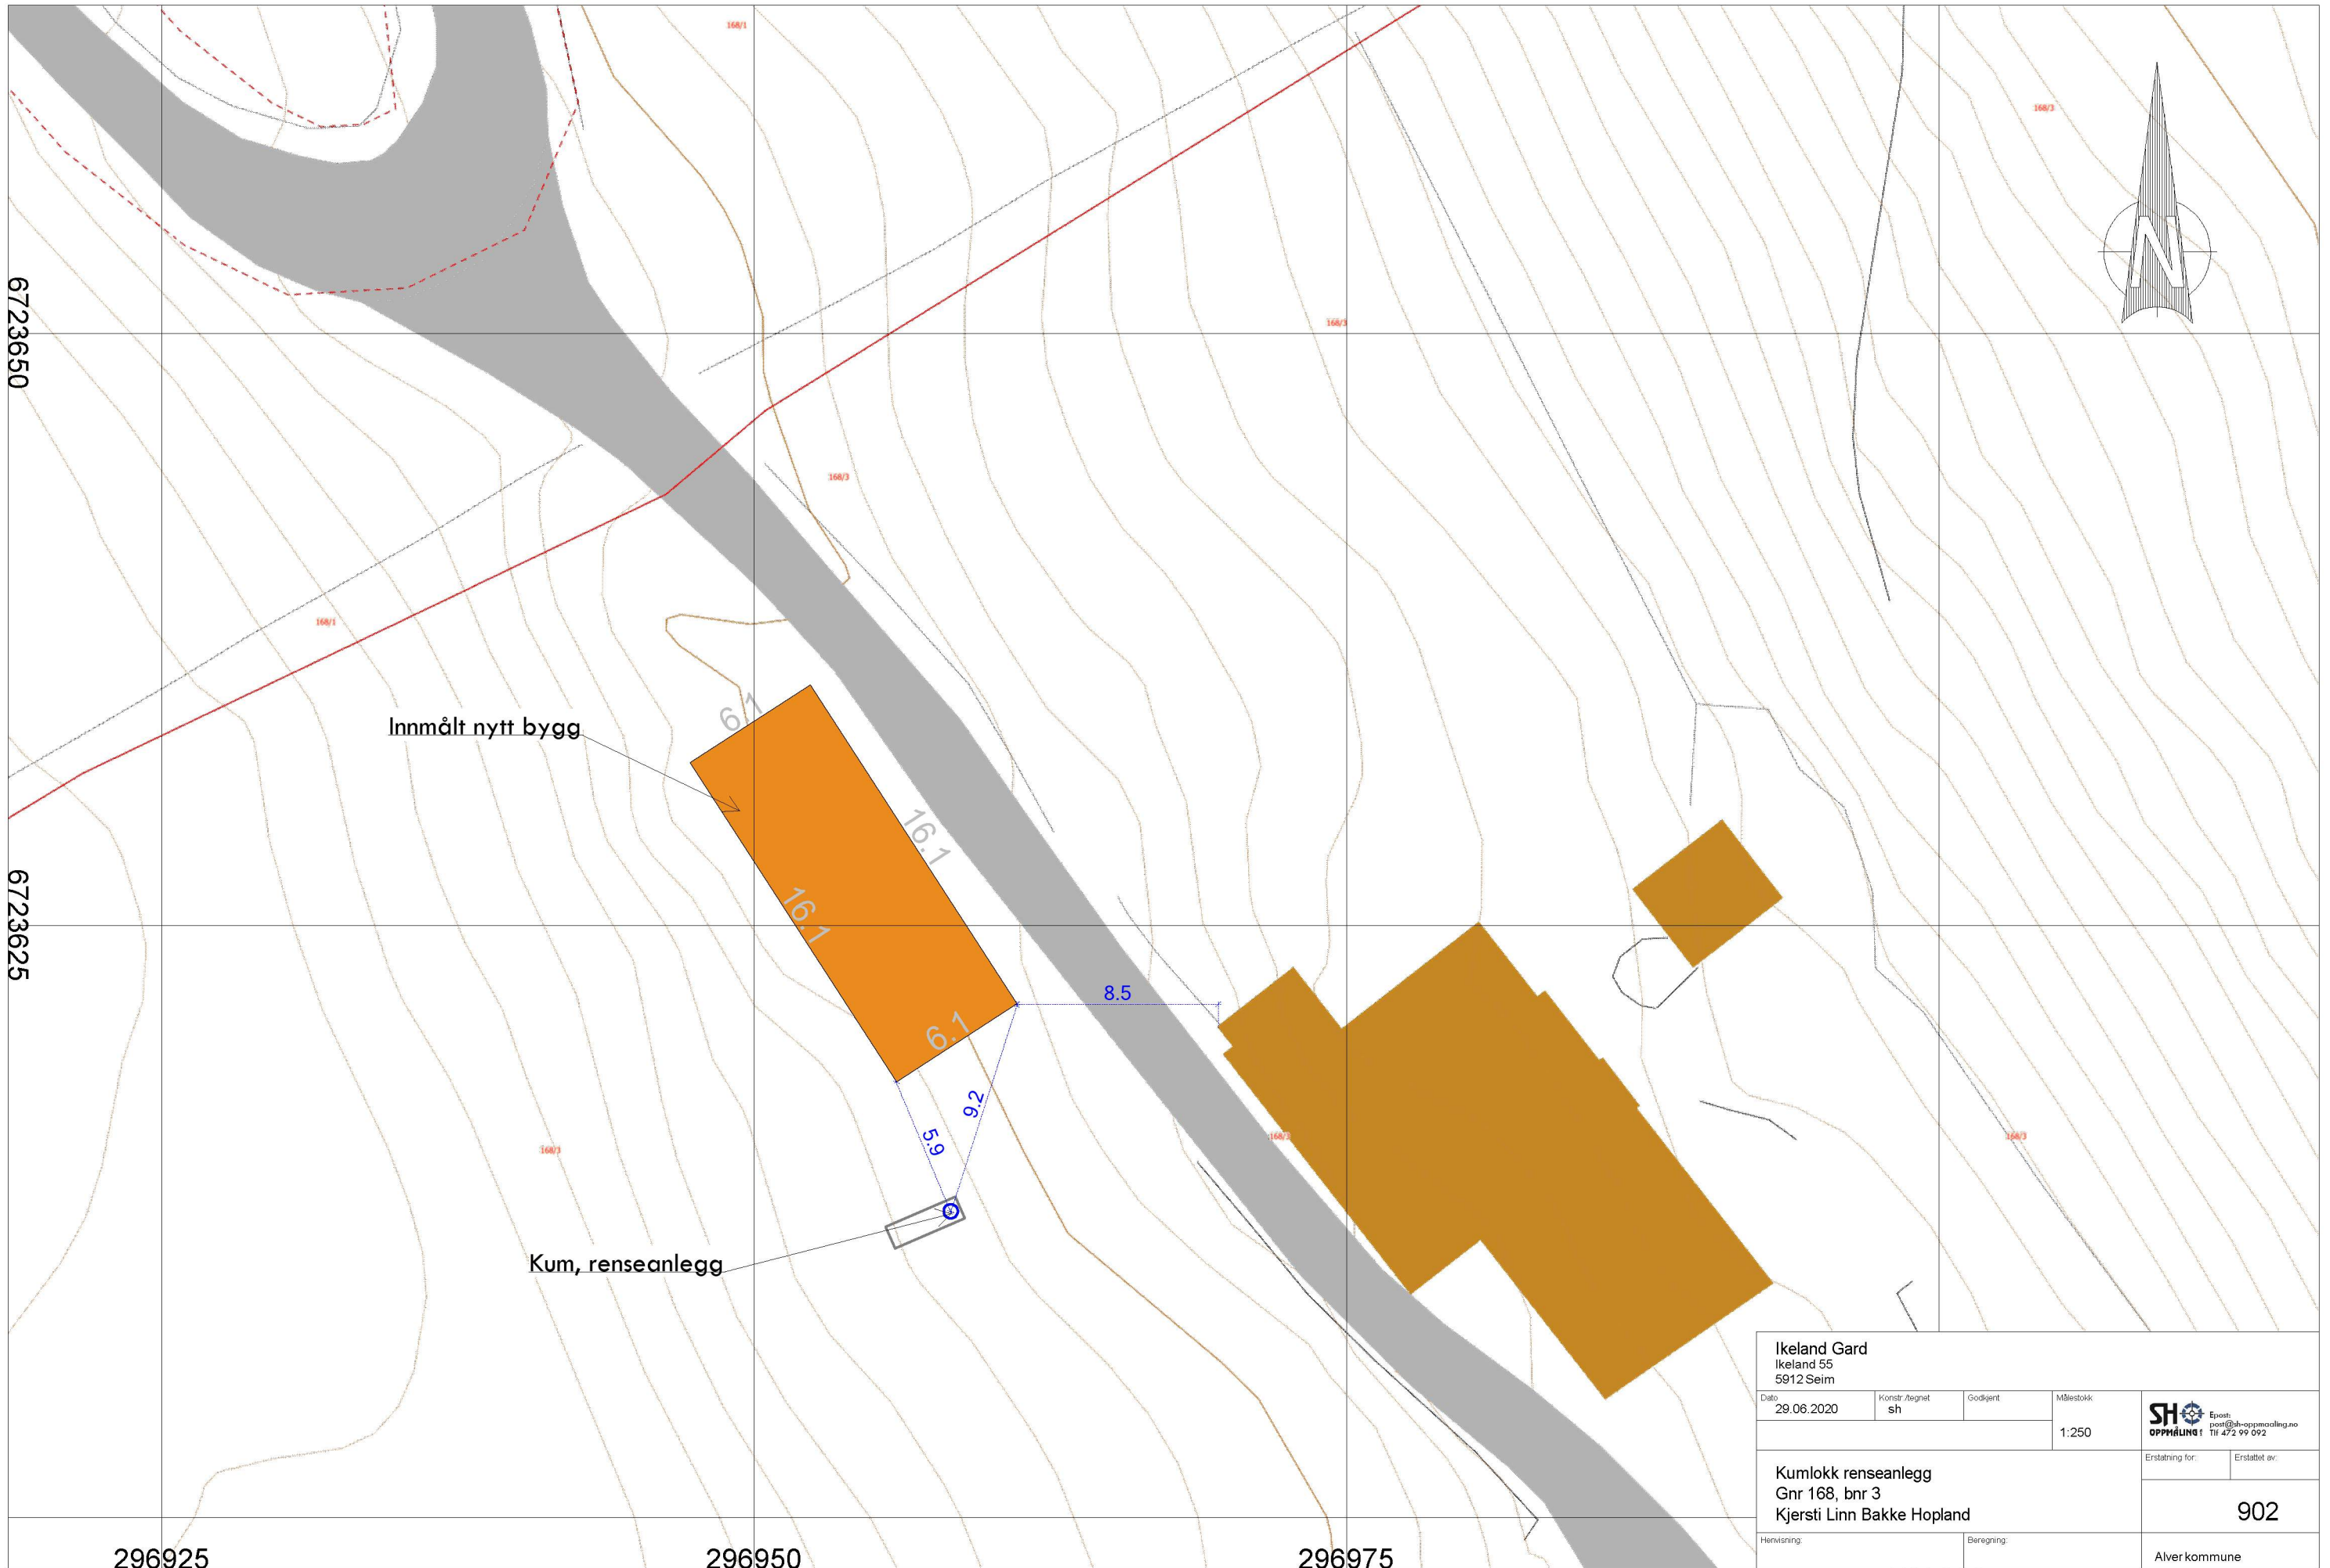 168/1
168/3
6723650
168/3
168/3
168/1
Innmålt nytt bygg
6.1
16.1
16.1
6723625
8.5
6.1
9.2
5.9
168/3
168/3
168/3
Kum, renseanlegg
N
296925
296950
296975
Ikeland Gard
Ikeland 55
5912 Seim
Dato
29.06.2020
Konstr./tegnet
sh
Godkjent
Målestokk
1:250
SH
OPPMÅLING
Epost:
post@sh-oppmaaling.no
Tlf 472 99 092
Kumlokk renseanlegg
Gnr 168, bnr 3
Kjersti Linn Bakke Hopland
Erstatning for:
Erstattet av:
902
Henvisning:
Beregning:
Alver kommune